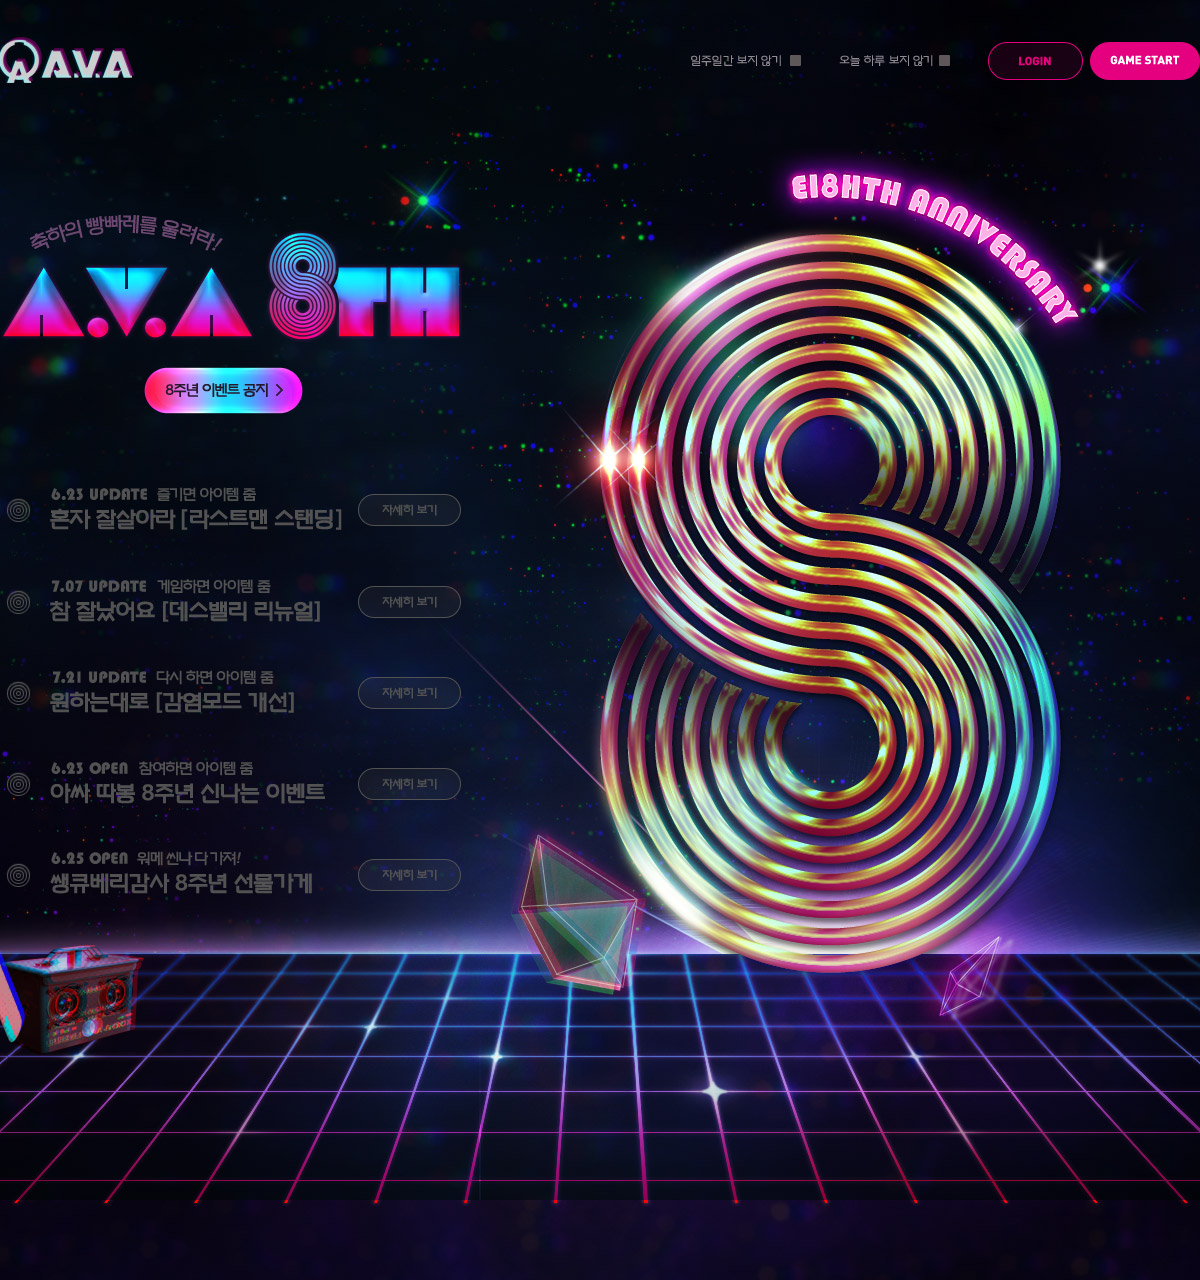 A.V.A
일주일간 보지 않기
오늘 하루 보지 않기
LOGIN
GAME START
EI8HTH ANNIVERSARY
축하의 빵빠레를 울려라!
A.V.A 8TH
8주년 이벤트 공지 >
6.23 UPDATE 즐기면 아이템 줌
혼자 잘살아라 [라스트맨 스탠딩]
자세히 보기
7.07 UPDATE 게임하면 아이템 줌
참 잘났어요 [데스밸리 리뉴얼]
자세히 보기
7.21 UPDATE 다시 하면 아이템 줌
원하는대로 [감염모드 개선]
자세히 보기
6.23 OPEN 참여하면 아이템 줌
아싸 따봉 8주년 신나는 이벤트
자세히 보기
6.25 OPEN 워메 씬나 다 가져!
쌩큐베리감사 8주년 선물가게
자세히 보기